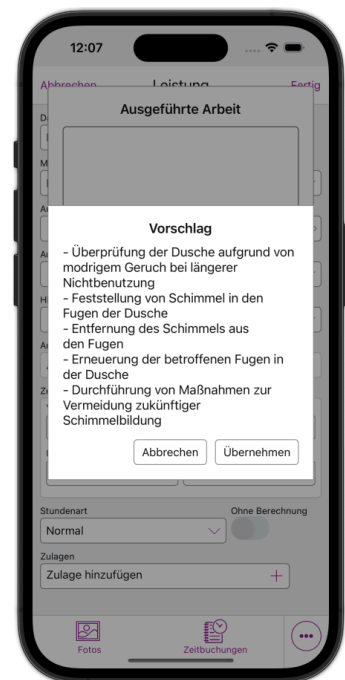 12:07
Abbrechen Leistung Fertig
Ausgeführte Arbeit
Vorschlag
- Überprüfung der Dusche aufgrund von
modrigem Geruch bei längerer
Nichtbenutzung
- Feststellung von Schimmel in den
Fugen der Dusche
- Entfernung des Schimmels aus
den Fugen
- Erneuerung der betroffenen Fugen in
der Dusche
- Durchführung von Maßnahmen zur
Vermeidung zukünftiger
Schimmelbildung
Abbrechen Übernehmen
Stundenart Ohne Berechnung
Normal
Zulagen
Zulage hinzufügen
Fotos Zeitbuchungen